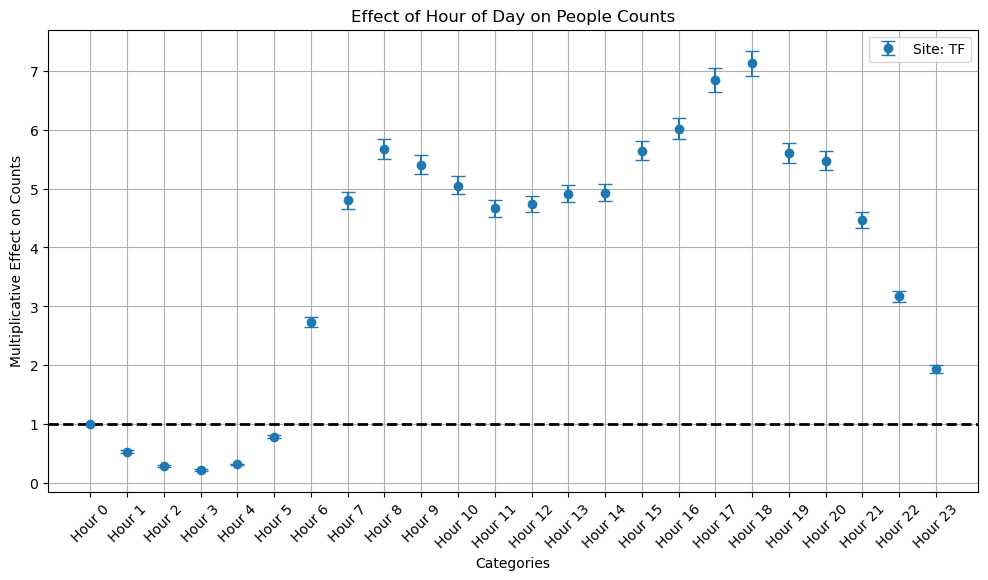 Effect of Hour of Day on People Counts
Site: TF
Multiplicative Effect on Counts
7
6
5
4
3
2
1
0
Hour 0
Hour 1
Hour 2
Hour 3
Hour 4
Hour 5
Hour 6
Hour 7
Hour 8
Hour 9
Hour 10
Hour 11
Hour 12
Hour 13
Hour 14
Hour 15
Hour 16
Hour 17
Hour 18
Hour 19
Hour 20
Hour 21
Hour 22
Hour 23
Categories